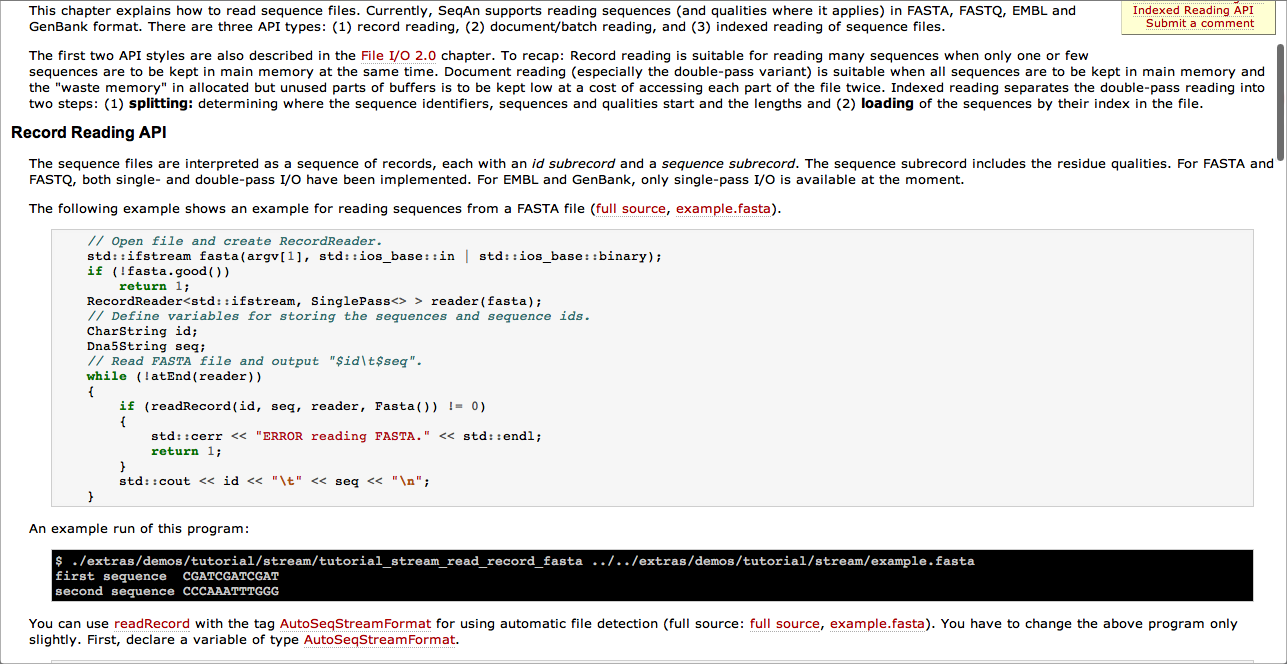 This chapter explains how to read sequence files. Currently, SeqAn supports reading sequences (and qualities where it applies) in FASTA, FASTQ, EMBL and
GenBank format. There are three API types: (1) record reading, (2) document/batch reading, and (3) indexed reading of sequence files.
Indexed Reading API
Submit a comment
The first two API styles are also described in the File I/O 2.0 chapter. To recap: Record reading is suitable for reading many sequences when only one or few
sequences are to be kept in main memory at the same time. Document reading (especially the double-pass variant) is suitable when all sequences are to be kept in main memory and
the "waste memory" in allocated but unused parts of buffers is to be kept low at a cost of accessing each part of the file twice. Indexed reading separates the double-pass reading into
two steps: (1) splitting: determining where the sequence identifiers, sequences and qualities start and the lengths and (2) loading of the sequences by their index in the file.
Record Reading API
The sequence files are interpreted as a sequence of records, each with an id subrecord and a sequence subrecord. The sequence subrecord includes the residue qualities. For FASTA and
FASTQ, both single- and double-pass I/O have been implemented. For EMBL and GenBank, only single-pass I/O is available at the moment.
The following example shows an example for reading sequences from a FASTA file (full source, example.fasta).
// Open file and create RecordReader.
std::ifstream fasta(argv[1], std::ios_base::in | std::ios_base::binary);
if (!fasta.good())
return 1;
RecordReader<std::ifstream, SinglePass<> > reader(fasta);
// Define variables for storing the sequences and sequence ids.
CharString id;
Dna5String seq;
// Read FASTA file and output "$id\t$seq".
while (!atEnd(reader))
{
if (readRecord(id, seq, reader, Fasta()) != 0)
{
std::cerr << "ERROR reading FASTA." << std::endl;
return 1;
}
std::cout << id << "\t" << seq << "\n";
}
An example run of this program:
$ ./extras/demos/tutorial/stream/tutorial_stream_read_record_fasta ../../extras/demos/tutorial/stream/example.fasta
first sequence CGATCGATCGAT
second sequence CCCAAATTTGGG
You can use readRecord with the tag AutoSeqStreamFormat for using automatic file detection (full source: full source, example.fasta). You have to change the above program only
slightly. First, declare a variable of type AutoSeqStreamFormat.